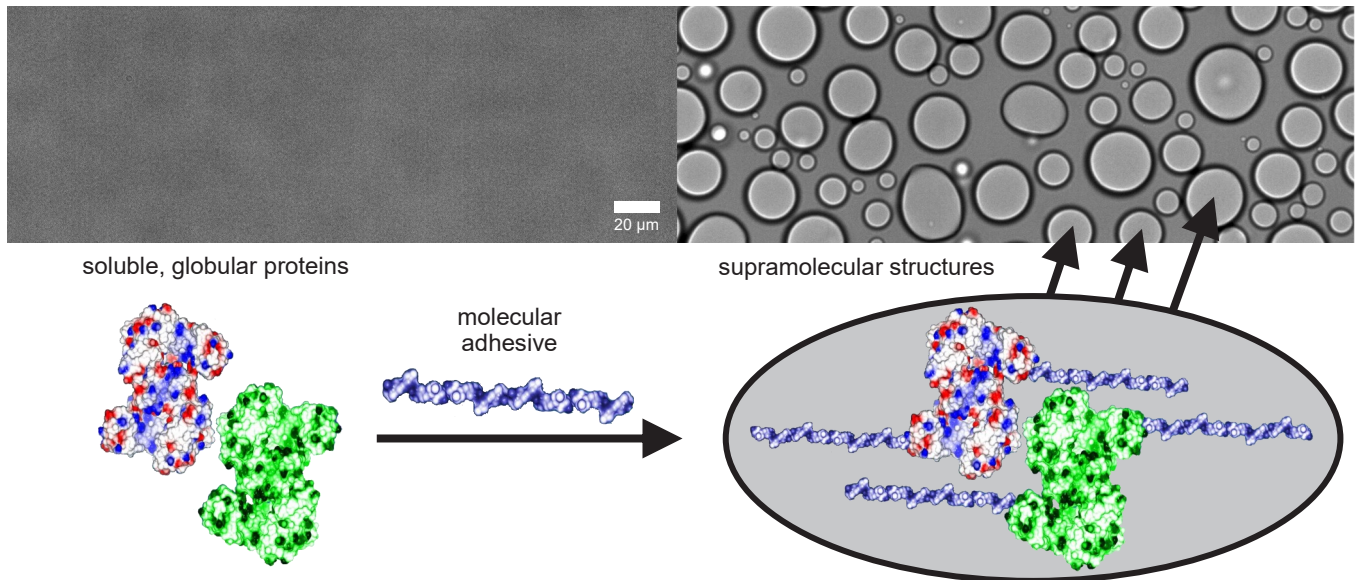 20 µm
soluble, globular proteins
supramolecular structures
molecular
adhesive